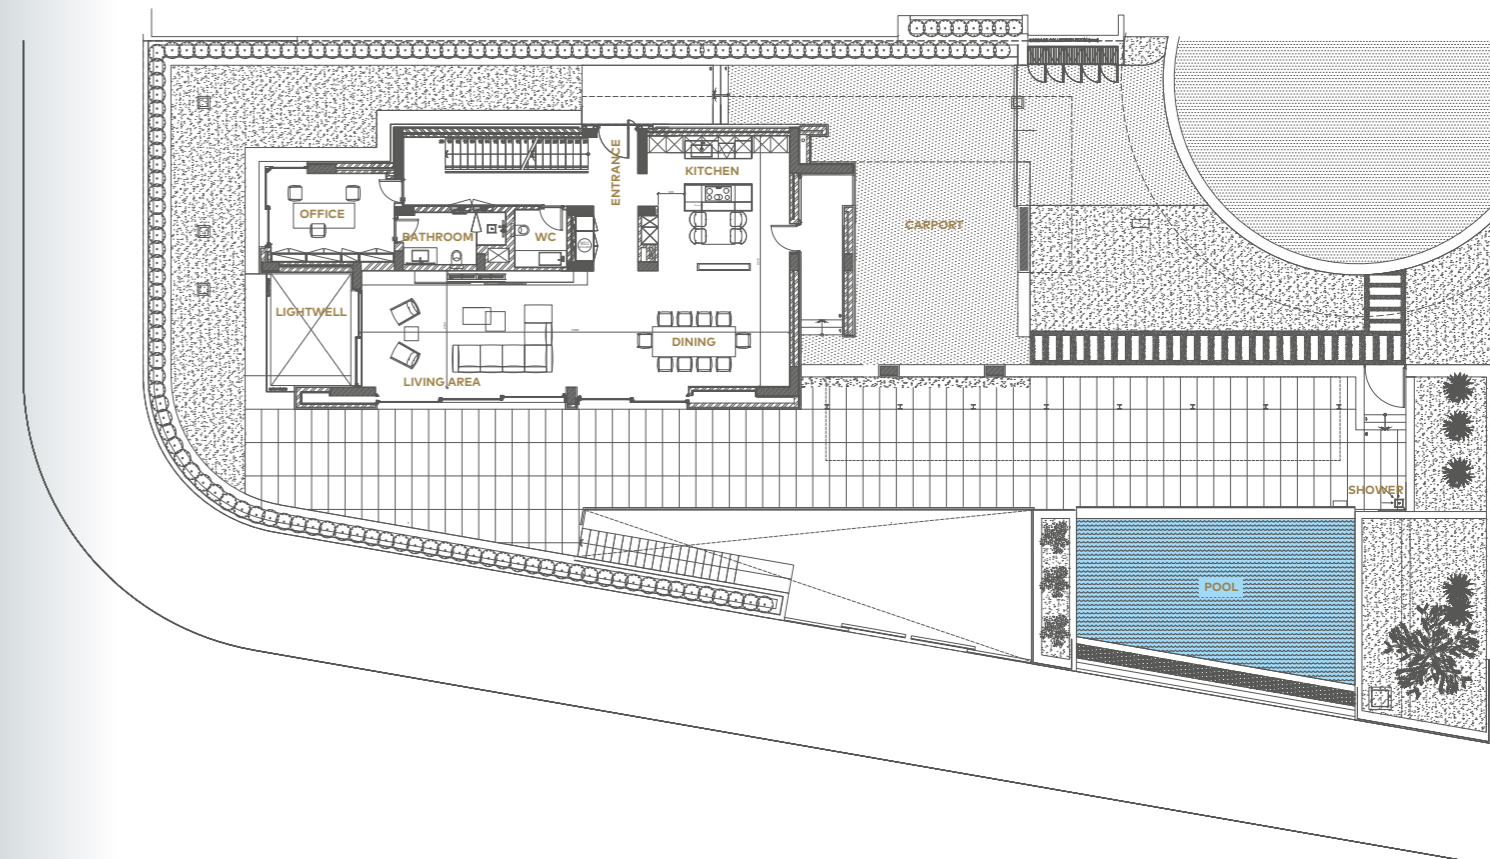 ENTRANCE
KITCHEN
OFFICE
CARPORT
BATHROOM
WC
LIGHTWELL
DINING
LIVING AREA
SHOWER
POOL